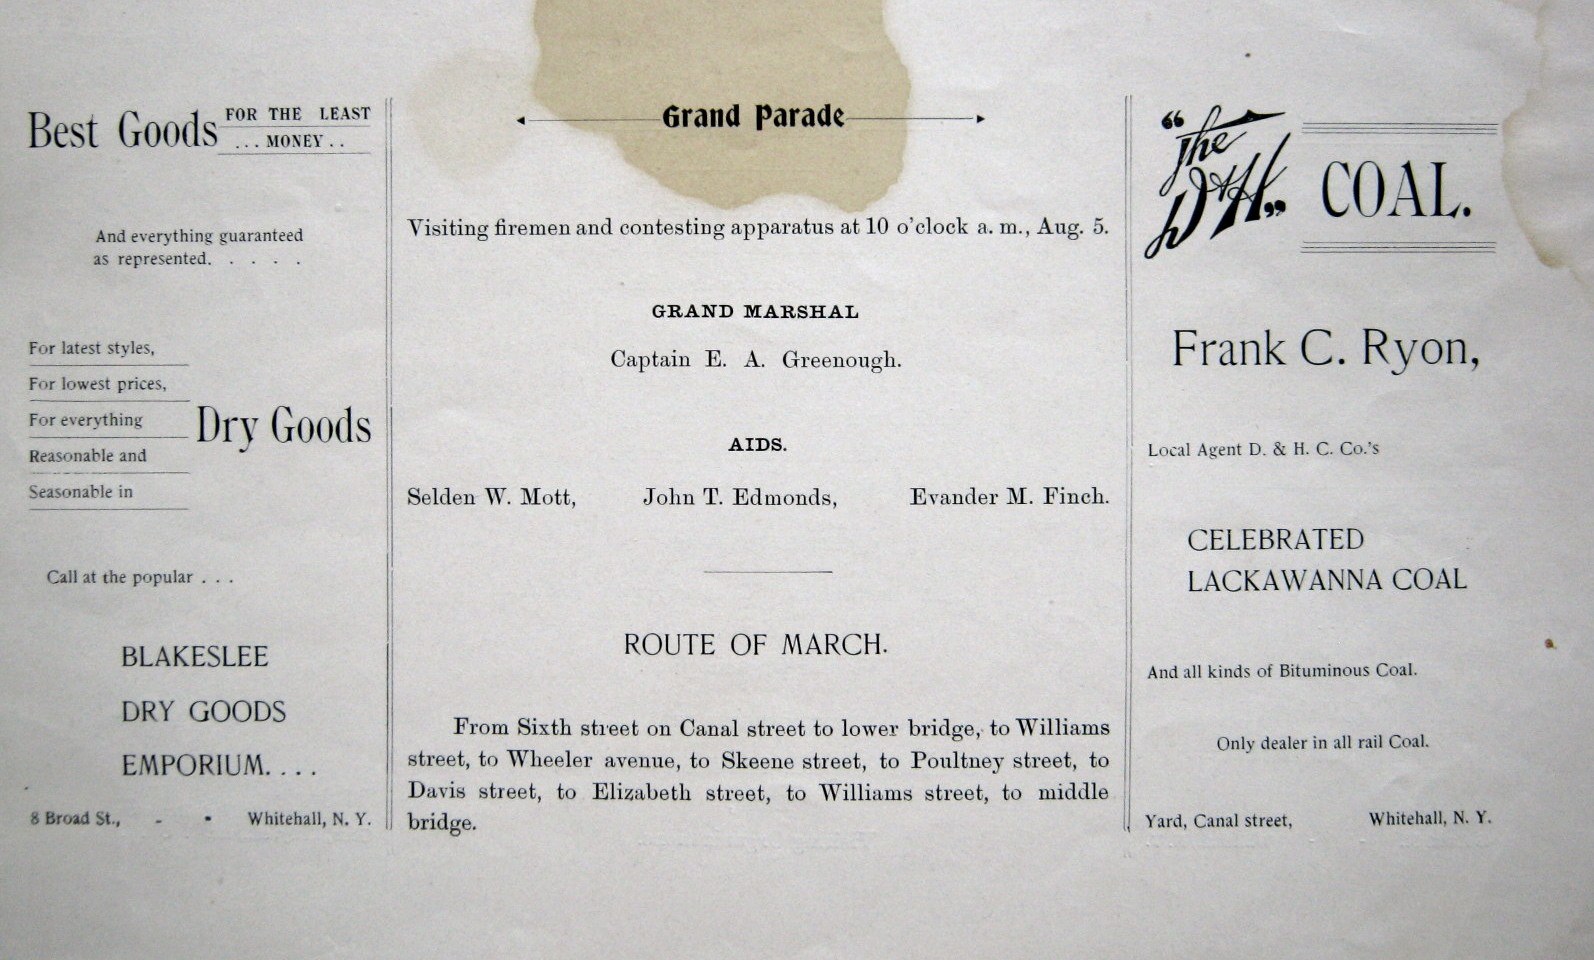 Best Goods FOR THE LEAST
... MONEY ..
And everything guaranteed
as represented. . . . .
For latest styles,
For lowest prices,
For everything
Reasonable and
Seasonable in
Dry Goods
Call at the popular . . .
BLAKESLEE
DRY GOODS
EMPORIUM. . . .
8 Broad St., - - Whitehall, N. Y.
Grand Parade
Visiting firemen and contesting apparatus at 10 o'clock a. m., Aug. 5.
GRAND MARSHAL
Captain E. A. Greenough.
AIDS.
Selden W. Mott, John T. Edmonds, Evander M. Finch.
ROUTE OF MARCH.
From Sixth street on Canal street to lower bridge, to Williams
street, to Wheeler avenue, to Skeene street, to Poultney street, to
Davis street, to Elizabeth street, to Williams street, to middle
bridge.
"The
D&H" COAL.
Frank C. Ryon,
Local Agent D. & H. C. Co.'s
CELEBRATED
LACKAWANNA COAL
And all kinds of Bituminous Coal.
Only dealer in all rail Coal.
Yard, Canal street, Whitehall, N. Y.